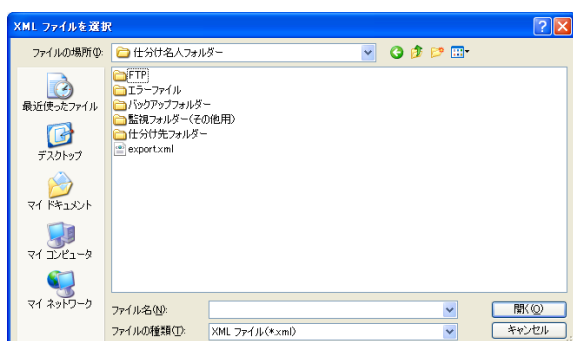 XML ファイルを選択
ファイルの場所(I):
仕分け名人フォルダー
最近使ったファイル
デスクトップ
マイ ドキュメント
マイ コンピュータ
マイ ネットワーク
FTP
エラーファイル
バックアップフォルダー
監視フォルダー(その他用)
仕分け先フォルダー
export.xml
ファイル名(N):
開く(O)
ファイルの種類(T):
XML ファイル(*.xml)
キャンセル